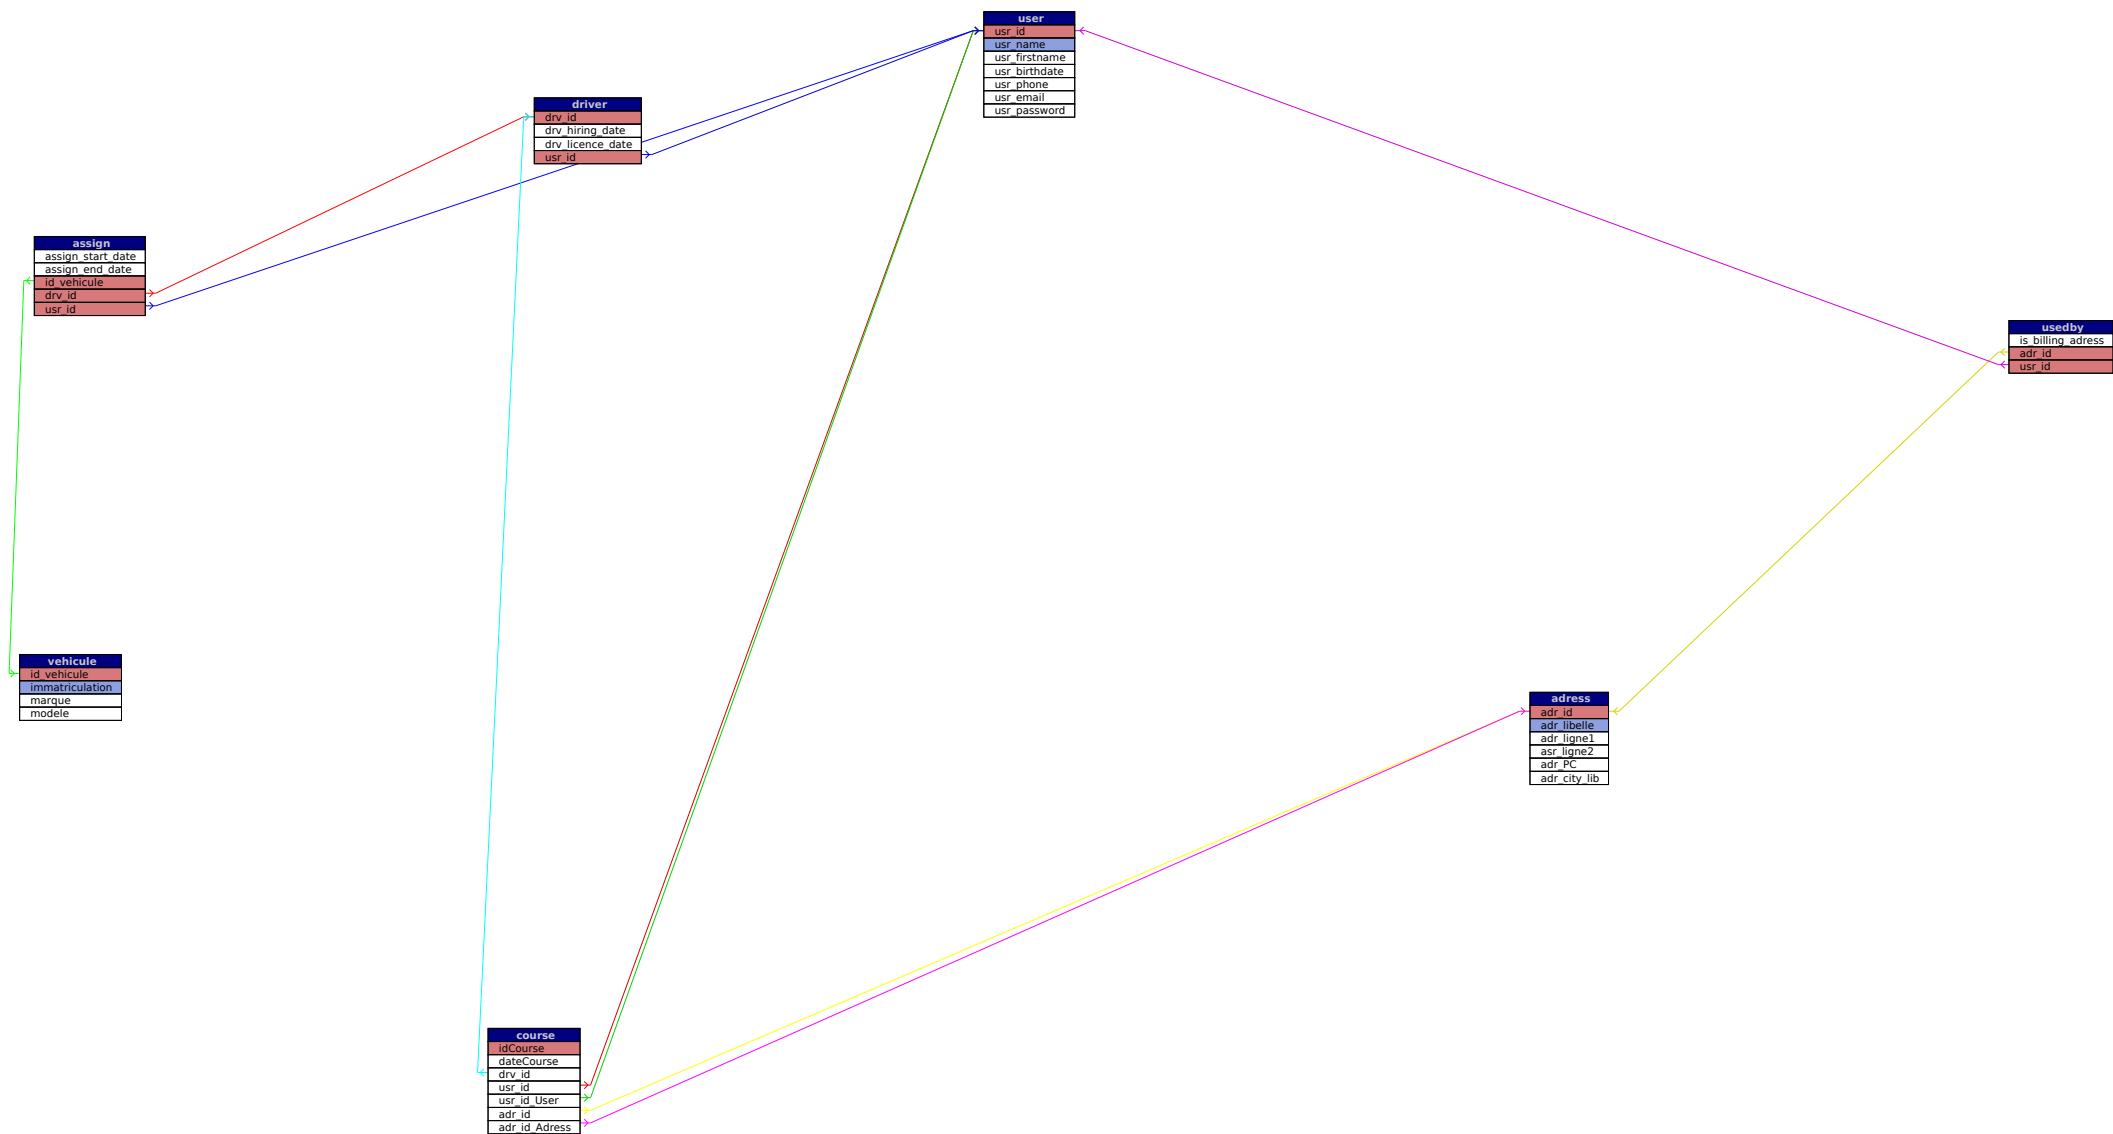 user
usr_id
usr_name
usr_firstname
usr_birthdate
usr_phone
usr_email
usr_password
driver
drv_id
drv_hiring_date
drv_licence_date
usr_id
assign
assign_start_date
assign_end_date
id_vehicule
drv_id
usr_id
usedby
is_billing_adress
adr_id
usr_id
vehicule
id_vehicule
immatriculation
marque
modele
adress
adr_id
adr_libelle
adr_ligne1
asr_ligne2
adr_PC
adr_city_lib
course
idCourse
dateCourse
drv_id
usr_id
usr_id_User
adr_id
adr_id_Adress